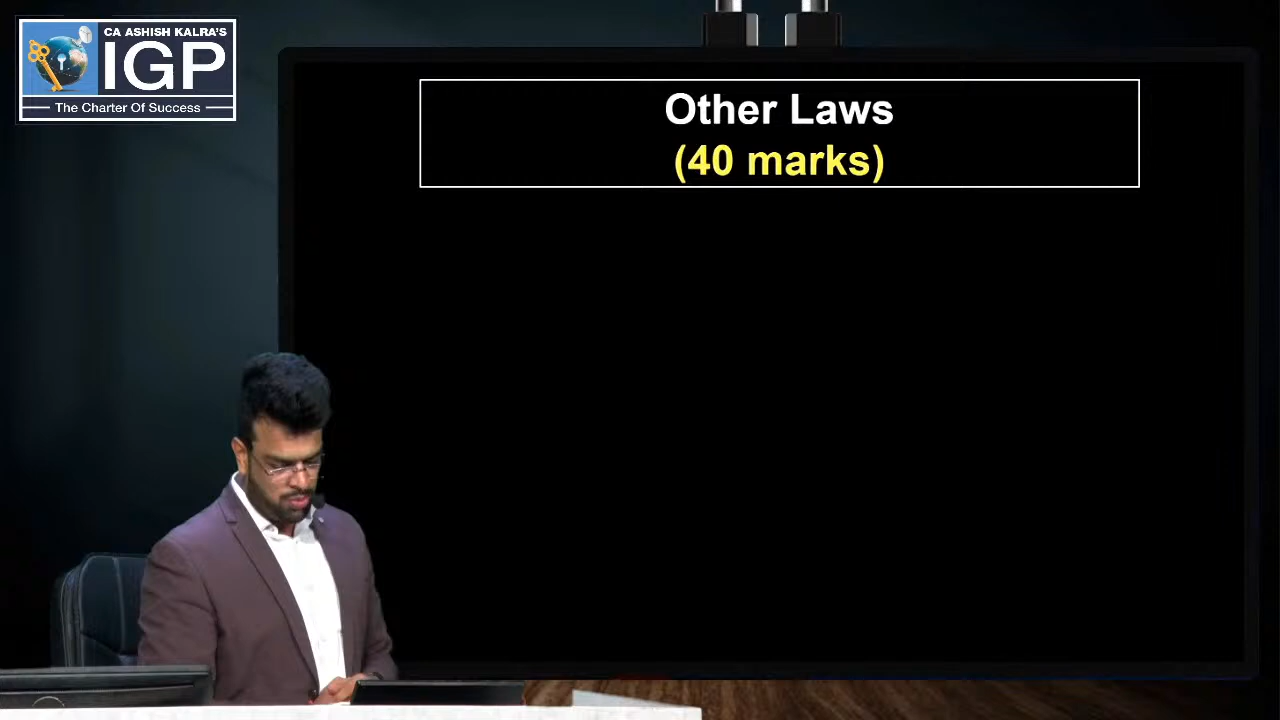 CA ASHISH KALRA'S
IGP
The Charter Of Success
Other Laws
(40 marks)